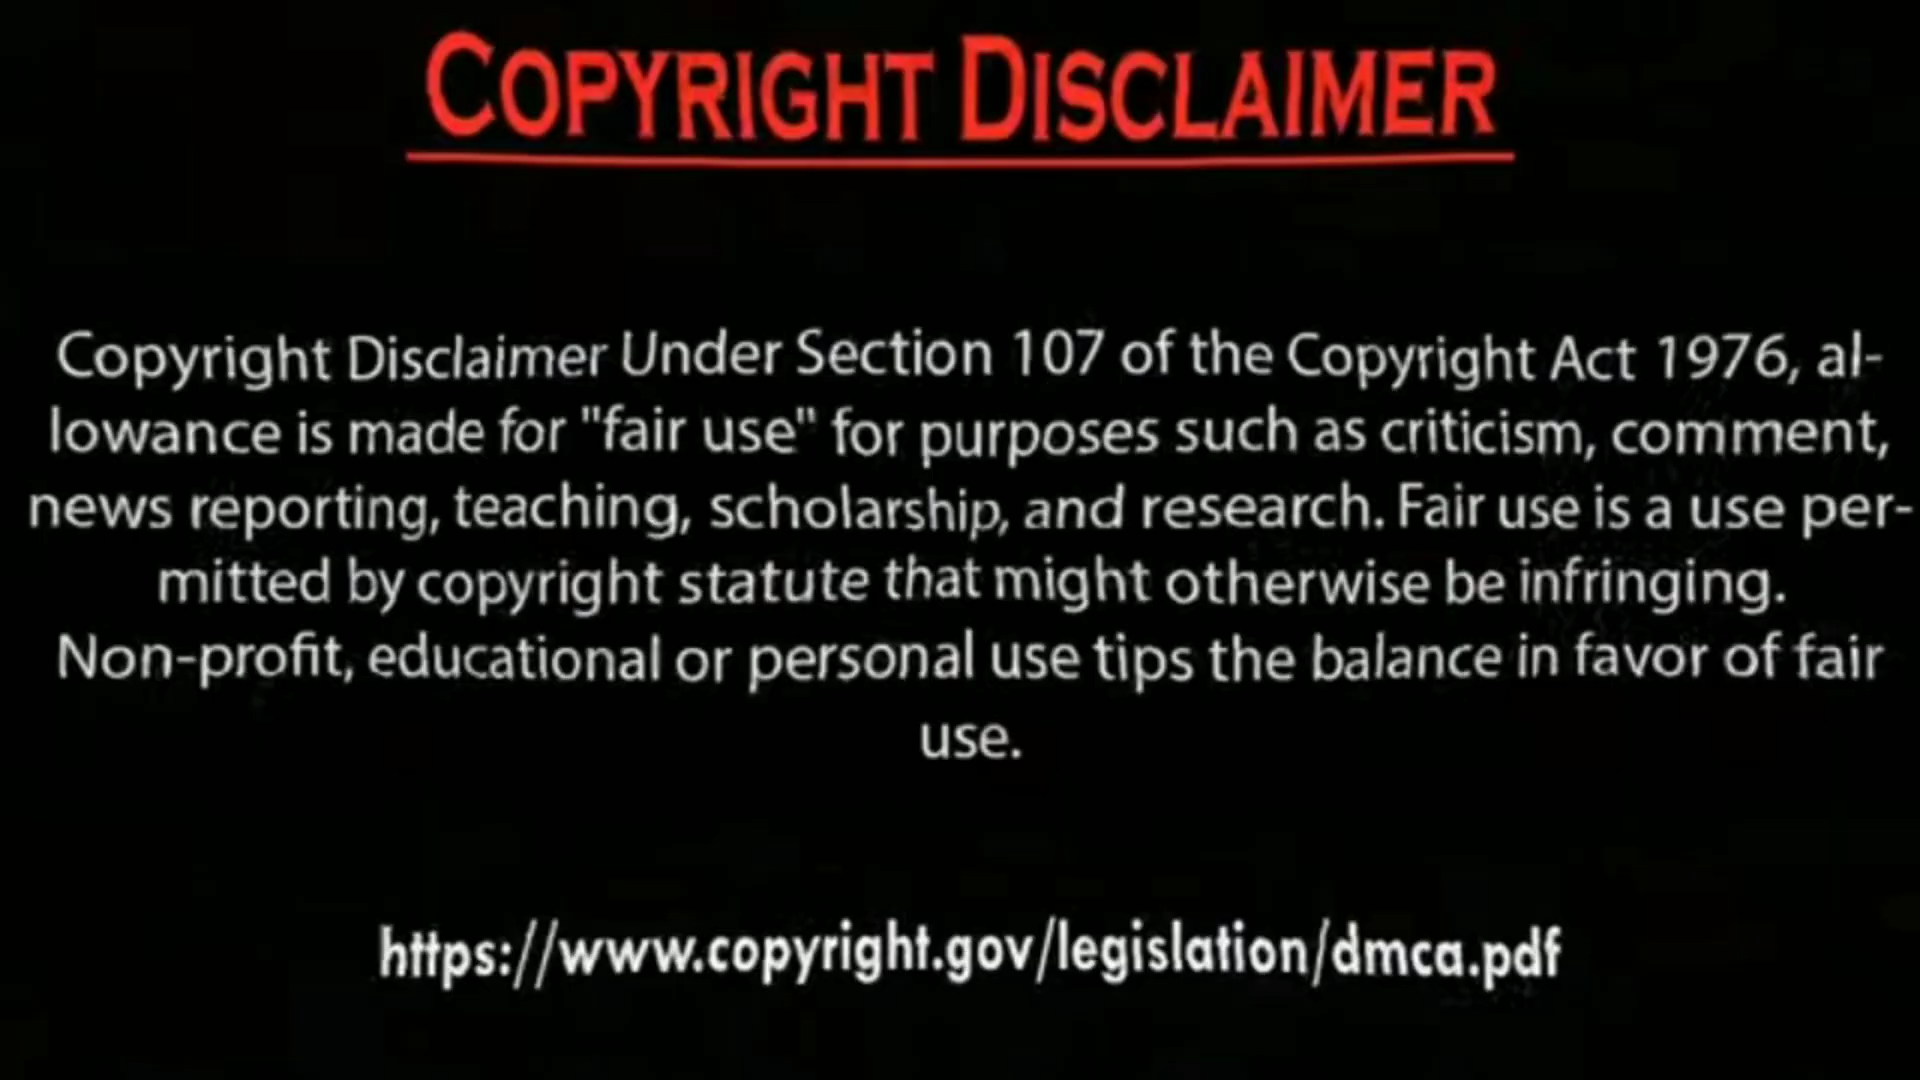 COPYRIGHT DISCLAIMER
Copyright Disclaimer Under Section 107 of the Copyright Act 1976, al-
lowance is made for "fair use" for purposes such as criticism, comment,
news reporting, teaching, scholarship, and research. Fair use is a use per-
mitted by copyright statute that might otherwise be infringing.
Non-profit, educational or personal use tips the balance in favor of fair
use.
https://www.copyright.gov/legislation/dmca.pdf